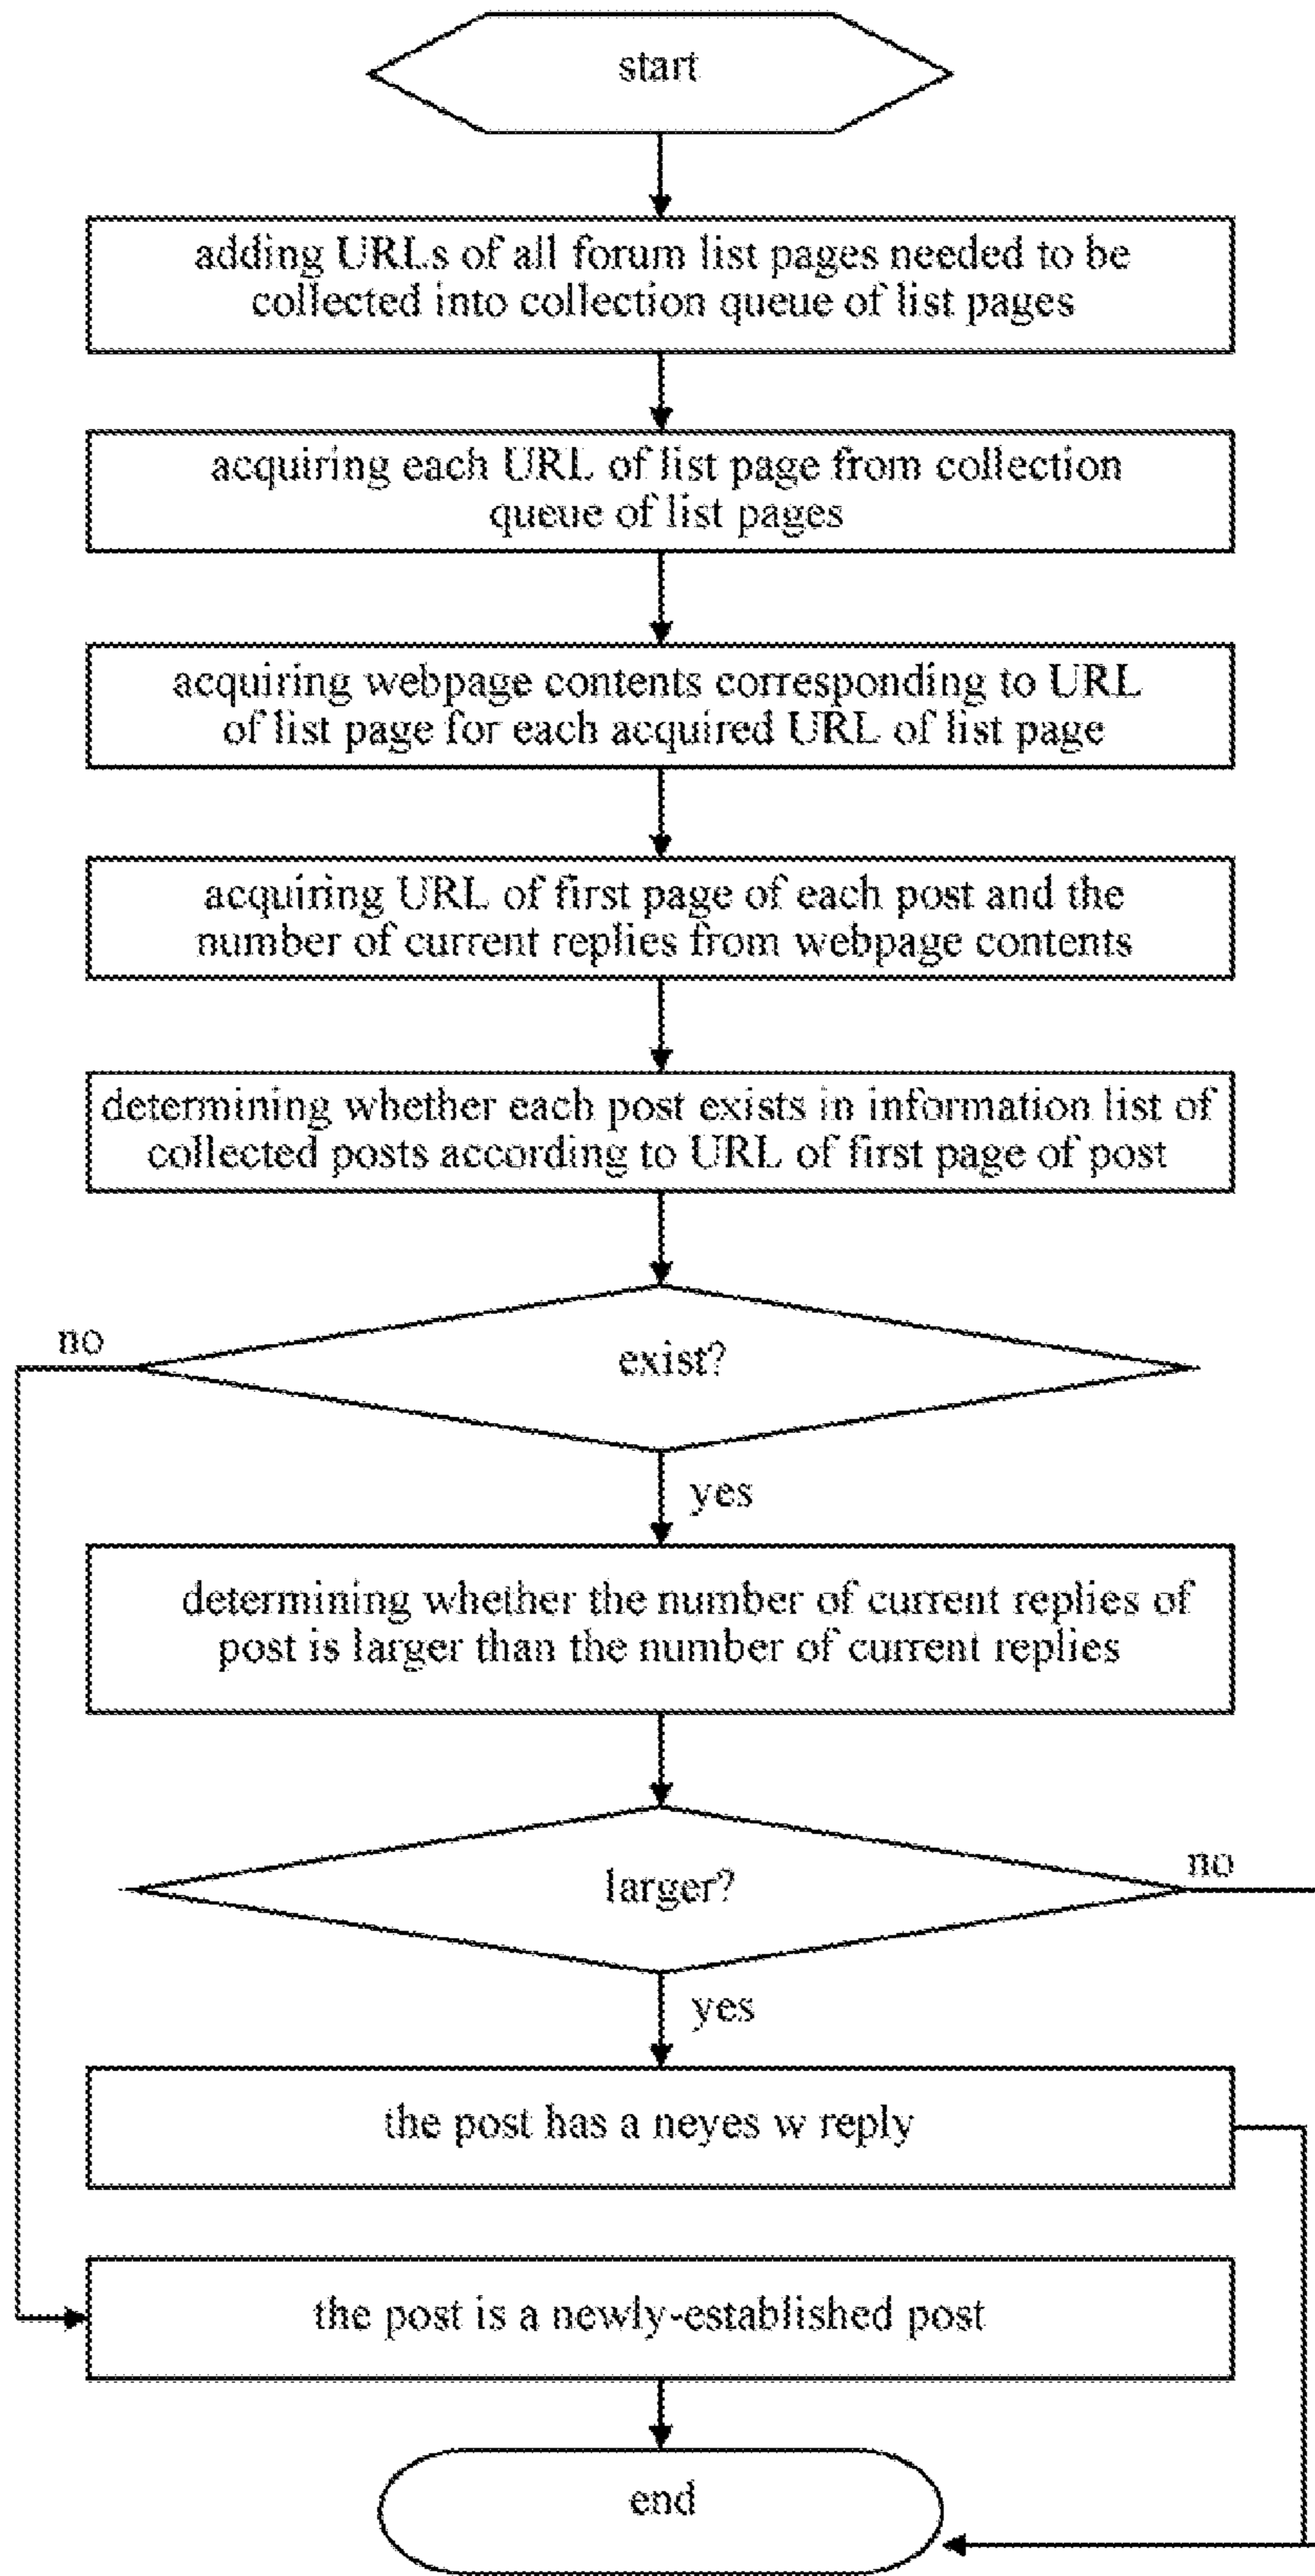 start
adding URLs of all forum list pages needed to be
collected into collection queue of list pages
acquiring each URL of list page from collection
queue of list pages
acquiring webpage contents corresponding to URL
of list page for each acquired URL of list page
acquiring URL of first page of each post and the
number of current replies from webpage contents
determining whether each post exists in information list of
collected posts according to URL of first page of post
no
exist?
yes
determining whether the number of current replies of
post is larger than the number of current replies
no
larger?
yes
the post has a neyes w reply
the post is a newly-established post
end